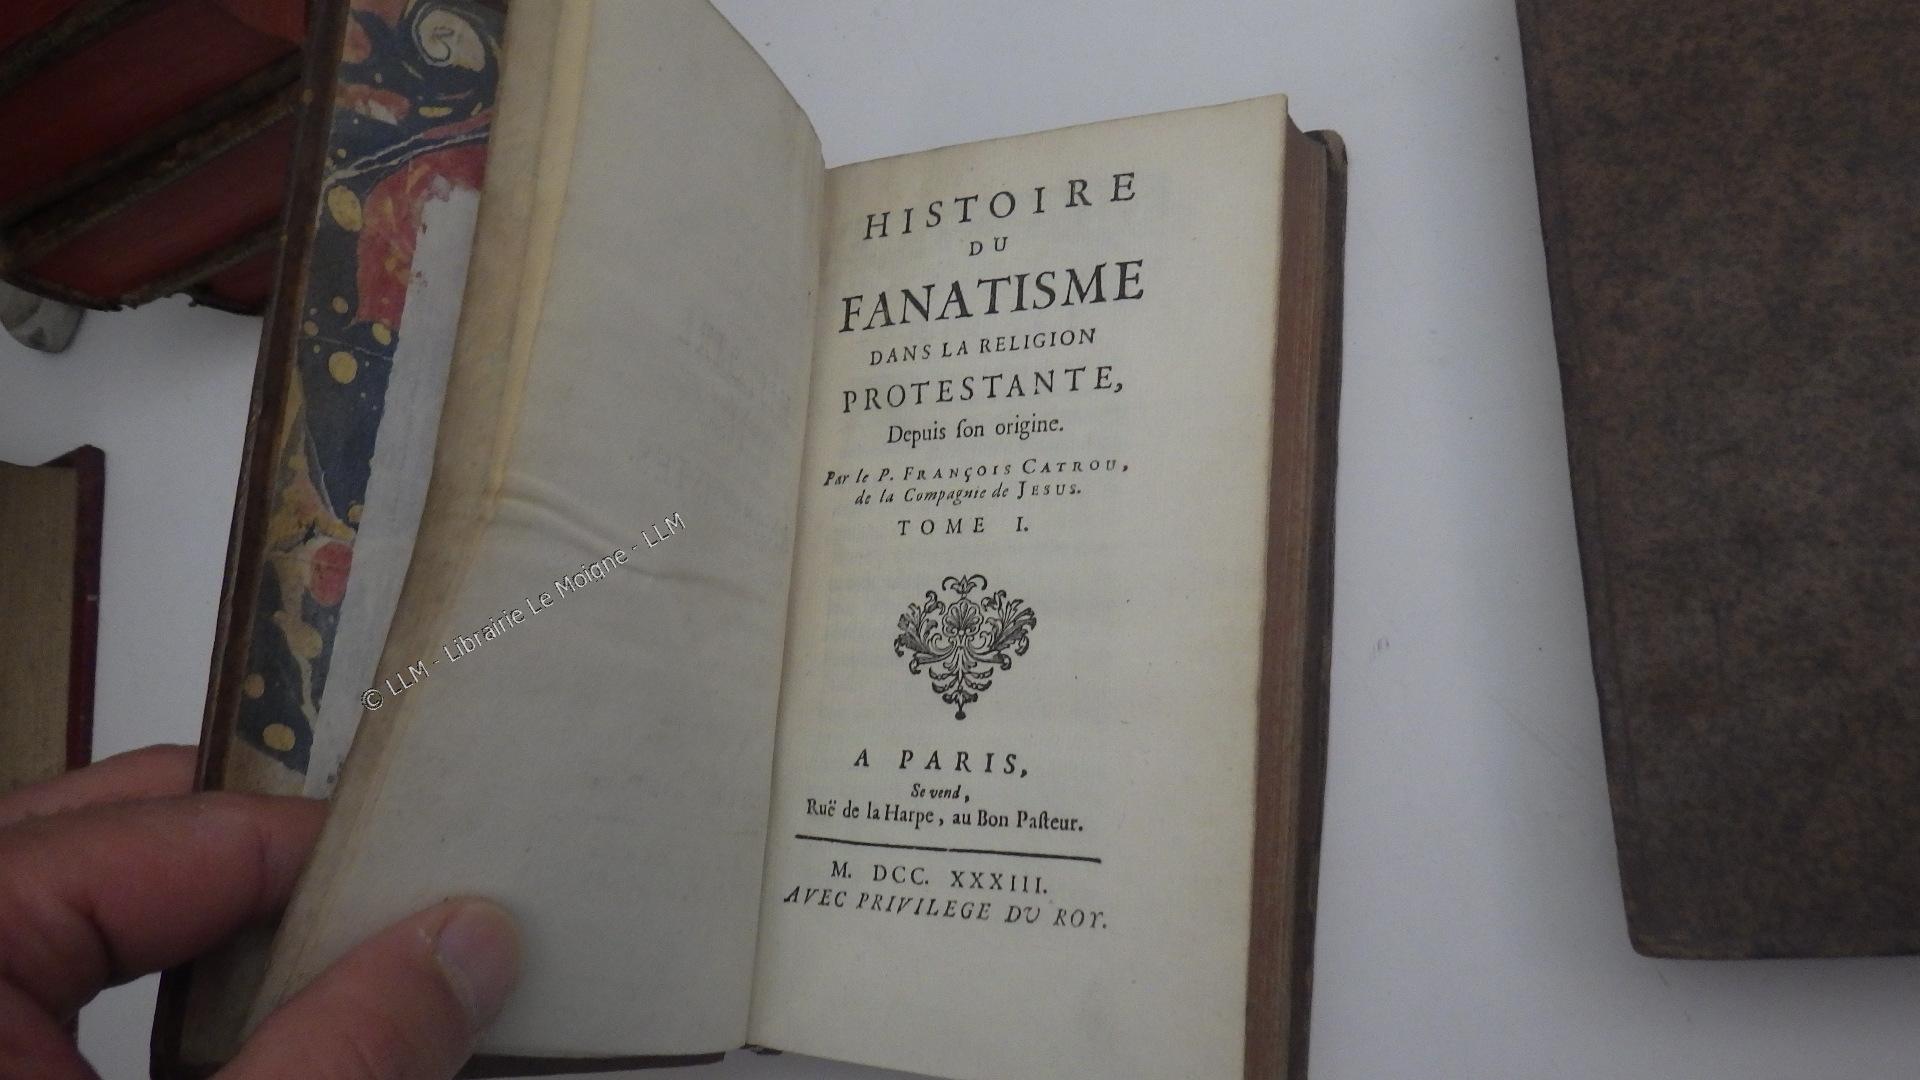 HISTOIRE
DU
FANATISME
DANS LA RELIGION
PROTESTANTE,
Depuis ſon origine.
Par le P. FRANÇOIS CATROU,
de la Compagnie de JESUS.
TOME I.
A PARIS,
Se vend,
Ruë de la Harpe, au Bon Paſteur.
M. DCC. XXXIII.
AVEC PRIVILEGE DU ROY.
© LLM - Librairie Le Moigne - LLM